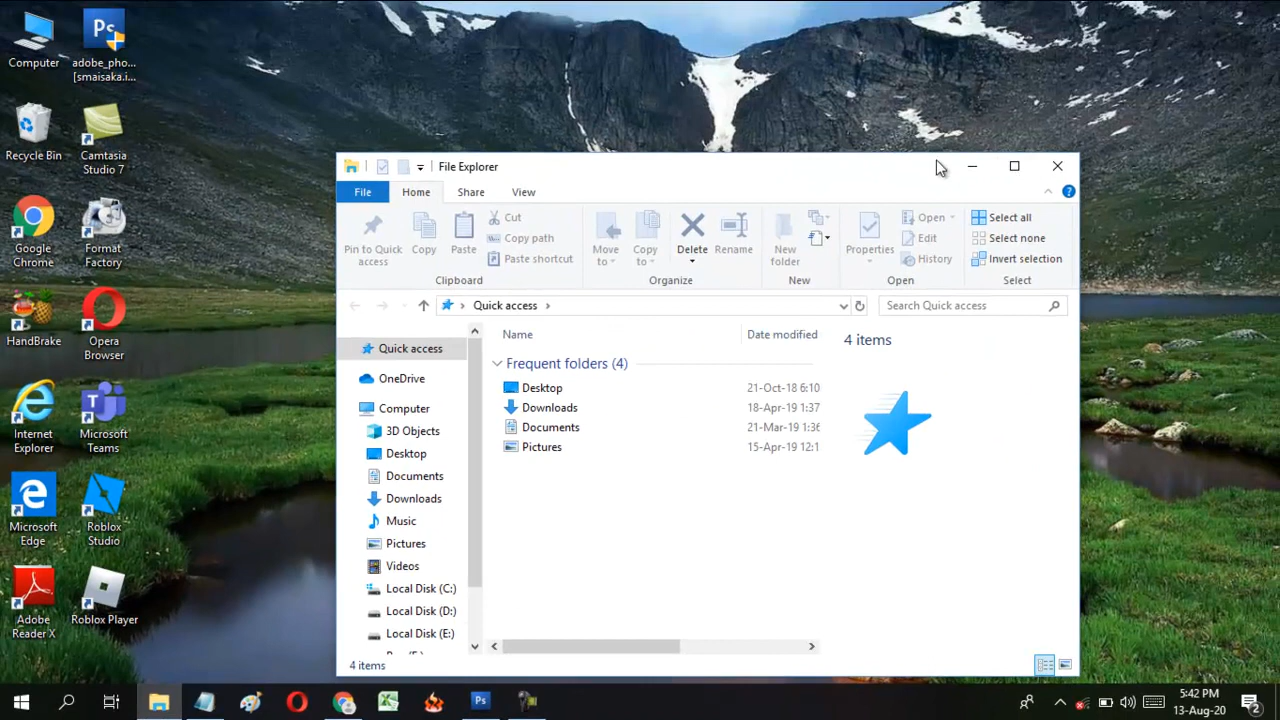 Computer
adobe_pho...
[smaisaka.i...
Recycle Bin
Camtasia
Studio 7
Google
Chrome
Format
Factory
HandBrake
Opera
Browser
Internet
Explorer
Microsoft
Teams
Microsoft
Edge
Roblox
Studio
Adobe
Reader X
Roblox Player
File Explorer
File
Home
Share
View
Pin to Quick
access
Copy
Paste
Cut
Copy path
Paste shortcut
Clipboard
Move
to
Copy
to
Delete
Rename
Organize
New
folder
New
Properties
Open
Edit
History
Open
Select all
Select none
Invert selection
Select
Quick access
Search Quick access
Quick access
OneDrive
Computer
3D Objects
Desktop
Documents
Downloads
Music
Pictures
Videos
Local Disk (C:)
Local Disk (D:)
Local Disk (E:)
Name
Date modified
Frequent folders (4)
Desktop 21-Oct-18 6:10
Downloads 18-Apr-19 1:37
Documents 21-Mar-19 1:36
Pictures 15-Apr-19 12:1
4 items
4 items
5:42 PM
13-Aug-20
2